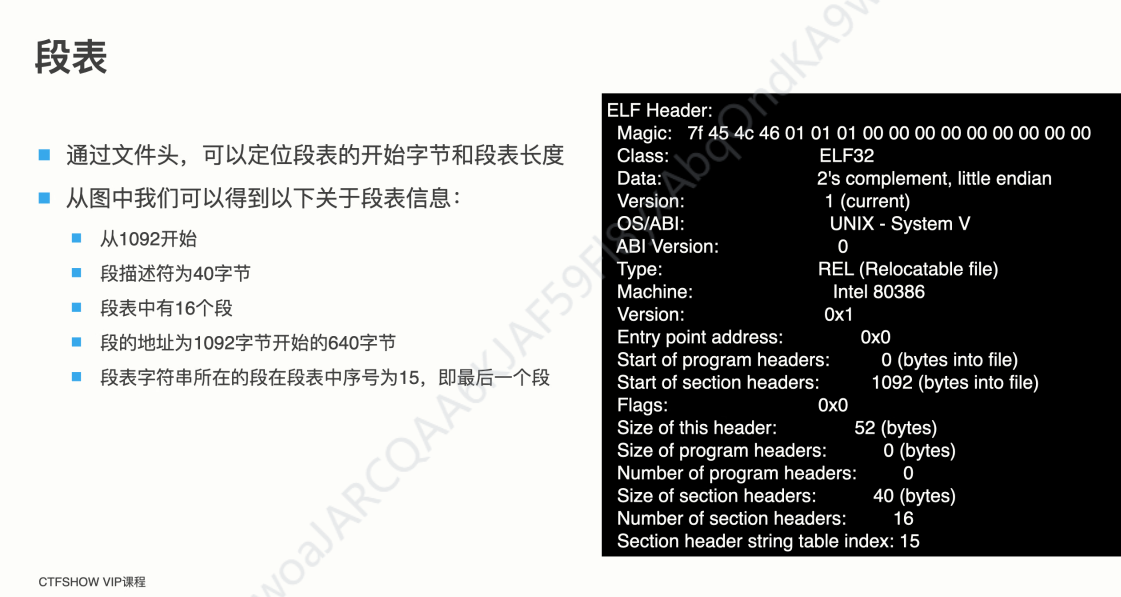 段表
通过文件头，可以定位段表的开始字节和段表长度
从图中我们可以得到以下关于段表信息：
从1092开始
段描述符为40字节
段表中有16个段
段的地址为1092字节开始的640字节
段表字符串所在的段在段表中序号为15，即最后一个段
ELF Header:
Magic: 7f 45 4c 46 01 01 01 00 00 00 00 00 00 00 00 00
Class: ELF32
Data: 2's complement, little endian
Version: 1 (current)
OS/ABI: UNIX - System V
ABI Version: 0
Type: REL (Relocatable file)
Machine: Intel 80386
Version: 0x1
Entry point address: 0x0
Start of program headers: 0 (bytes into file)
Start of section headers: 1092 (bytes into file)
Flags: 0x0
Size of this header: 52 (bytes)
Size of program headers: 0 (bytes)
Number of program headers: 0
Size of section headers: 40 (bytes)
Number of section headers: 16
Section header string table index: 15
CTFSHOW VIP课程